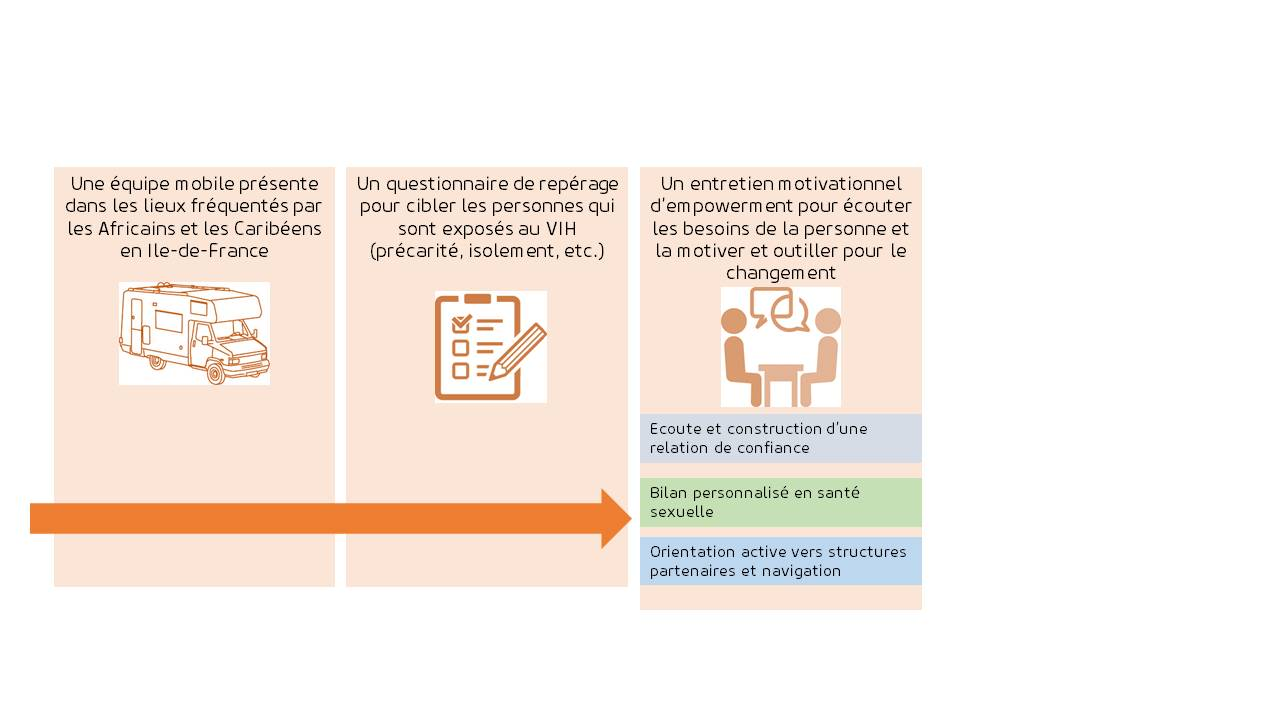 Une équipe mobile présente
dans les lieux fréquentés par
les Africains et les Caribéens
en Ile-de-France
Un questionnaire de repérage
pour cibler les personnes qui
sont exposés au VIH
(précarité, isolement, etc.)
Un entretien motivationnel
d'empowerment pour écouter
les besoins de la personne et
la motiver et outiller pour le
changement
Ecoute et construction d'une
relation de confiance
Bilan personnalisé en santé
sexuelle
Orientation active vers structures
partenaires et navigation